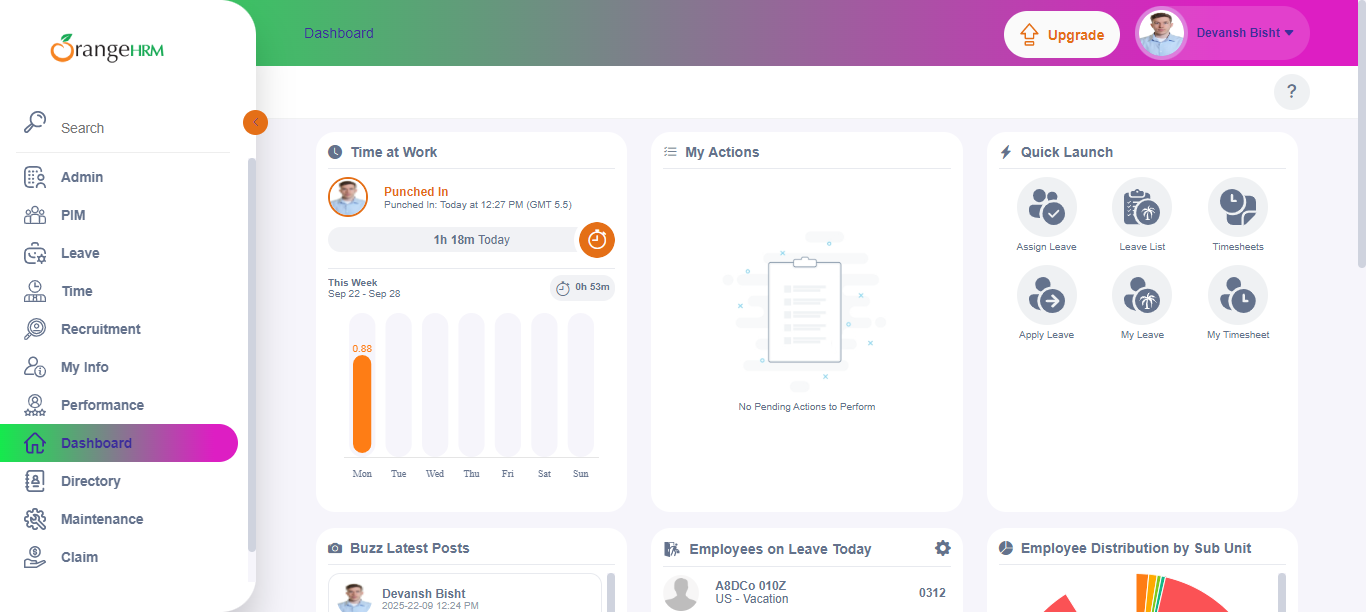 OrangeHRM
Dashboard
Upgrade
Devansh Bisht
?
Search
Admin
PIM
Leave
Time
Recruitment
My Info
Performance
Dashboard
Directory
Maintenance
Claim
Time at Work
Punched In
Punched In: Today at 12:27 PM (GMT 5.5)
1h 18m Today
This Week
Sep 22 - Sep 28
0h 53m
0.88
Mon Tue Wed Thu Fri Sat Sun
My Actions
No Pending Actions to Perform
Quick Launch
Assign Leave Leave List Timesheets
Apply Leave My Leave My Timesheet
Buzz Latest Posts
Devansh Bisht
2025-22-09 12:24 PM
Employees on Leave Today
A8DCo 010Z
US - Vacation
0312
Employee Distribution by Sub Unit